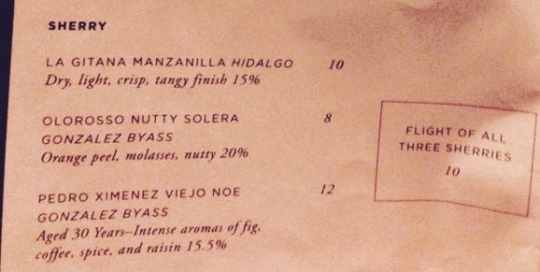 SHERRY
LA GITANA MANZANILLA HIDALGO 10
Dry, light, crisp, tangy finish 15%
OLOROSSO NUTTY SOLERA 8
GONZALEZ BYASS
Orange peel, molasses, nutty 20%
PEDRO XIMENEZ VIEJO NOE 12
GONZALEZ BYASS
Aged 30 Years–Intense aromas of fig,
coffee, spice, and raisin 15.5%
FLIGHT OF ALL
THREE SHERRIES
10